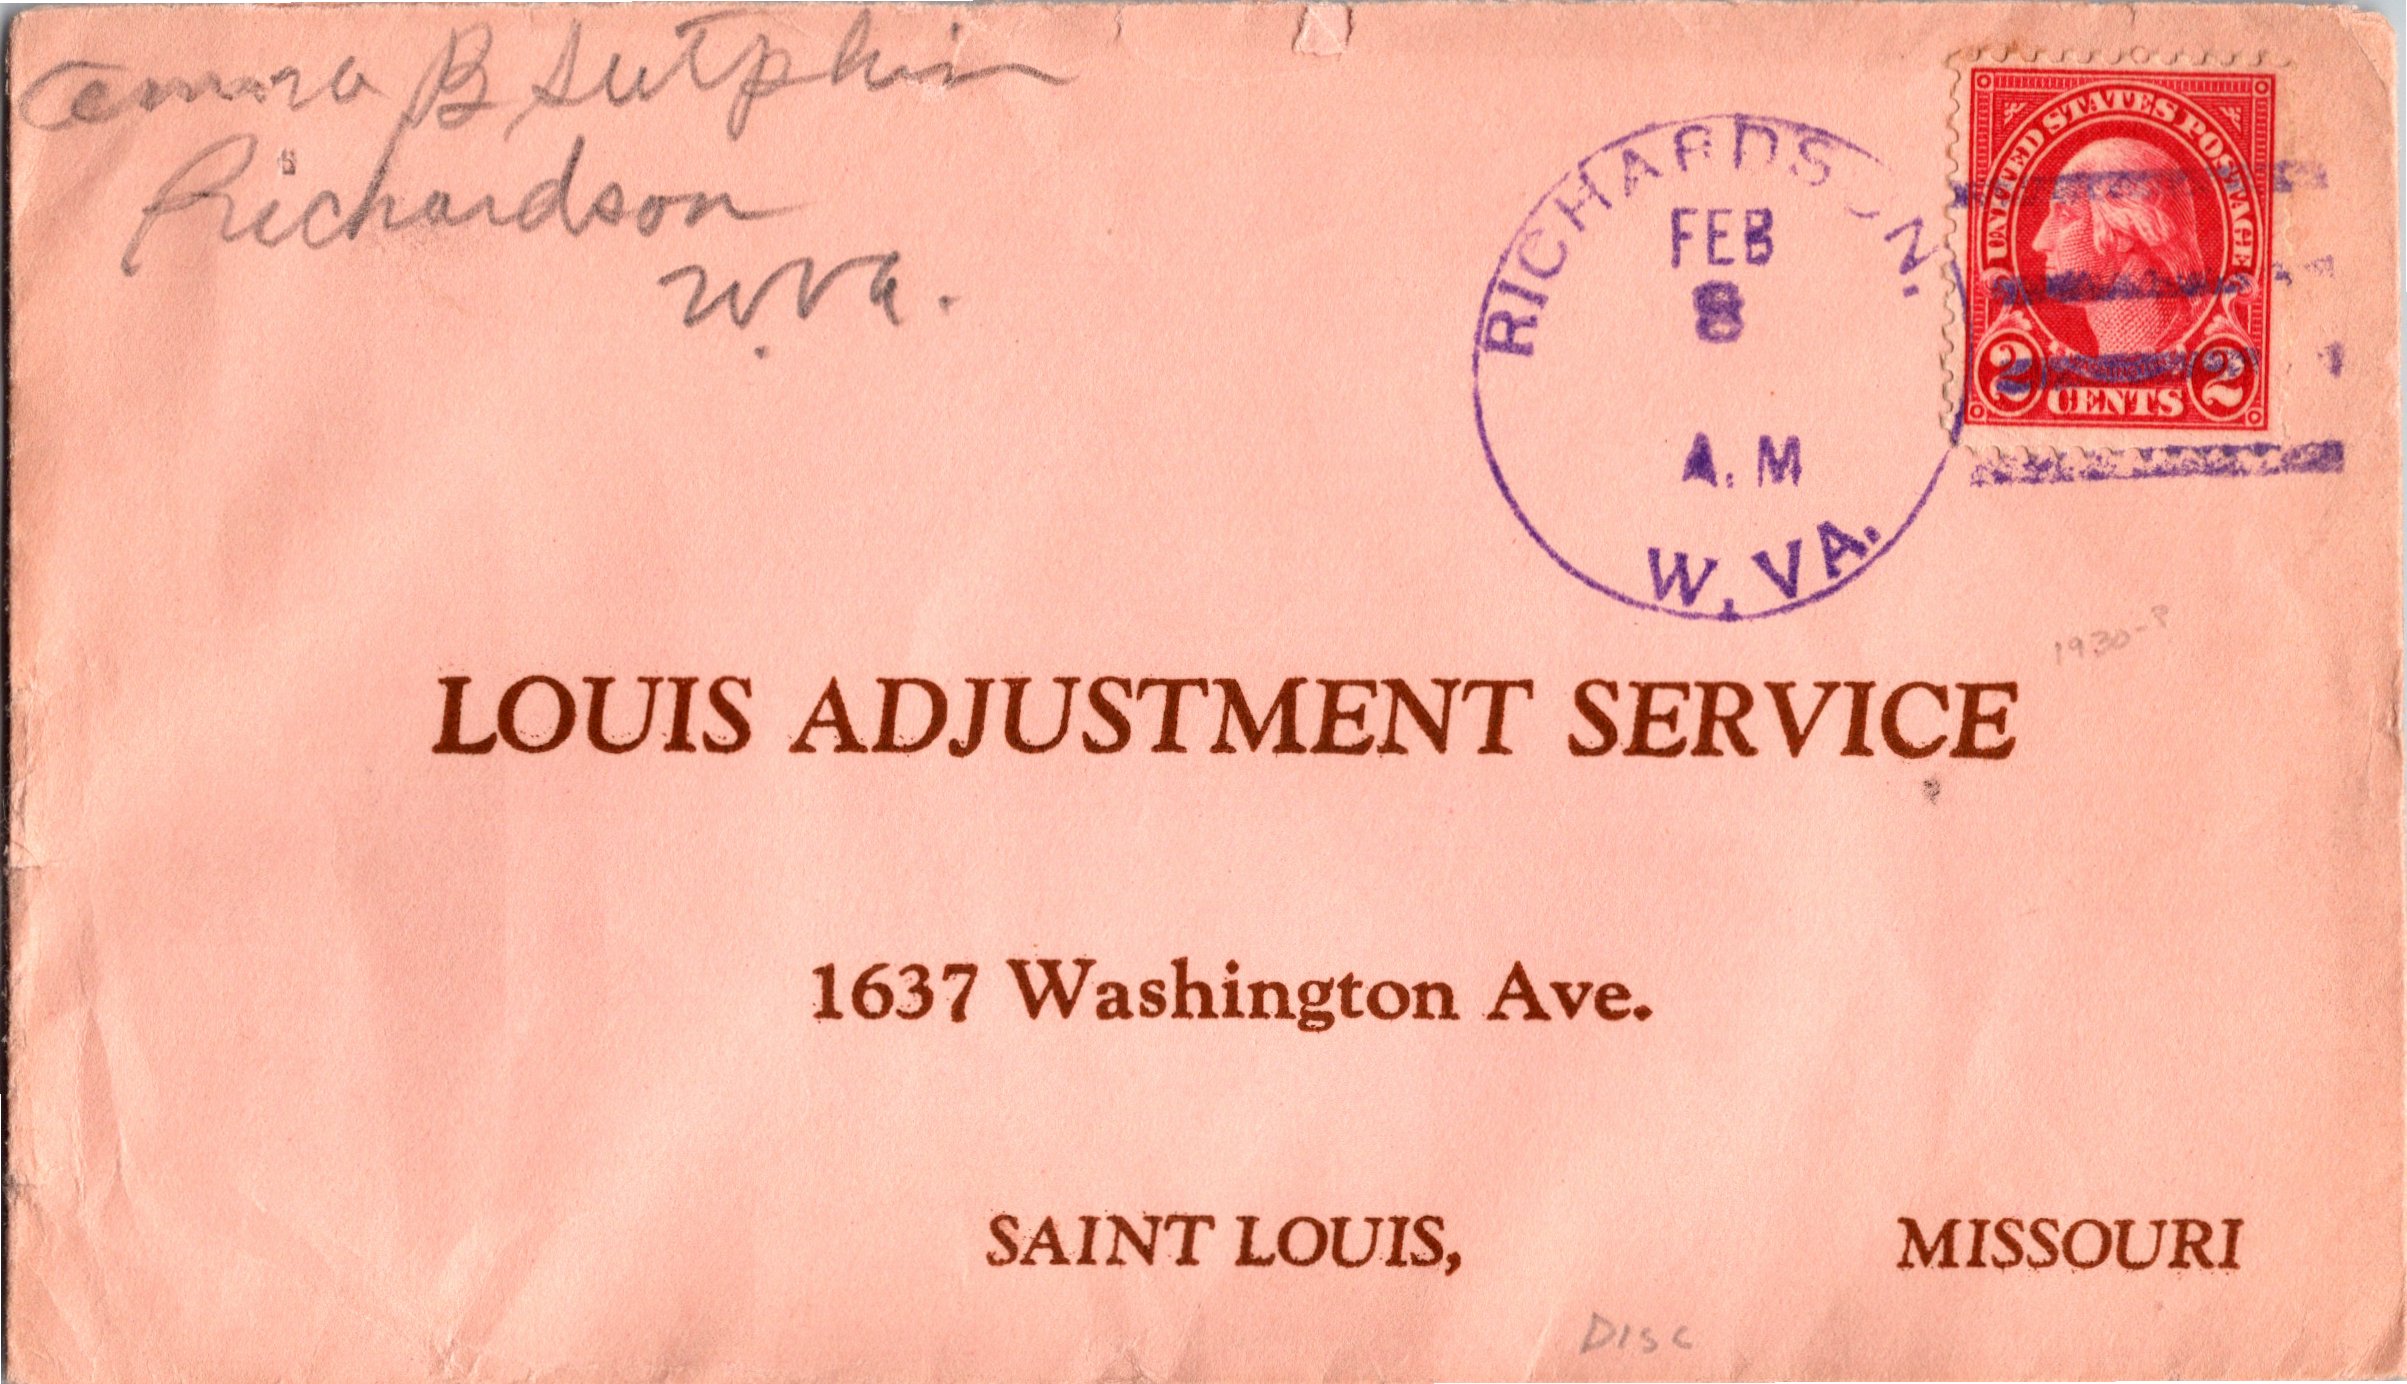 Emma B Sutphin
Richardson
W. Va.
RICHARDSON,
FEB
8
A.M
W. VA.
UNITED STATES POSTAGE
2 CENTS 2
1930-?
LOUIS ADJUSTMENT SERVICE
1637 Washington Ave.
SAINT LOUIS, MISSOURI
DISC